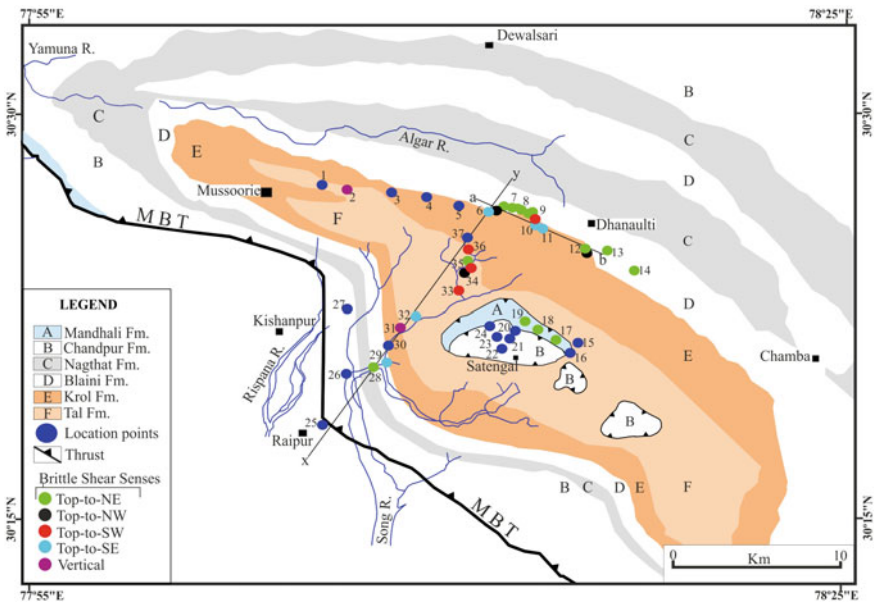 77°55"E
78°25"E
Yamuna R.
Dewalsari
30°30"N
30°30"N
B
C
C
D
B
E
Algar R.
D
1
2
3
4
5
a
y
6
7
8
9
10
11
Mussoorie
F
Dhanaulti
MBT
37
36
35
34
33
12
b
13
14
C
D
LEGEND
A Mandhali Fm.
B Chandpur Fm.
C Nagthat Fm.
D Blaini Fm.
E Krol Fm.
F Tal Fm.
Location points
Thrust
Brittle Shear Senses
Top-to-NE
Top-to-NW
Top-to-SW
Top-to-SE
Vertical
27
Kishanpur
Rispana R.
32
31
30
29
28
26
25
Raipur
x
A
19
18
17
20
24
23
21
22
B
15
16
Satengal
B
B
E
Chamba
B
C
D
E
F
Song R.
MBT
30°15"N
30°15"N
0
10
Km
77°55"E
78°25"E